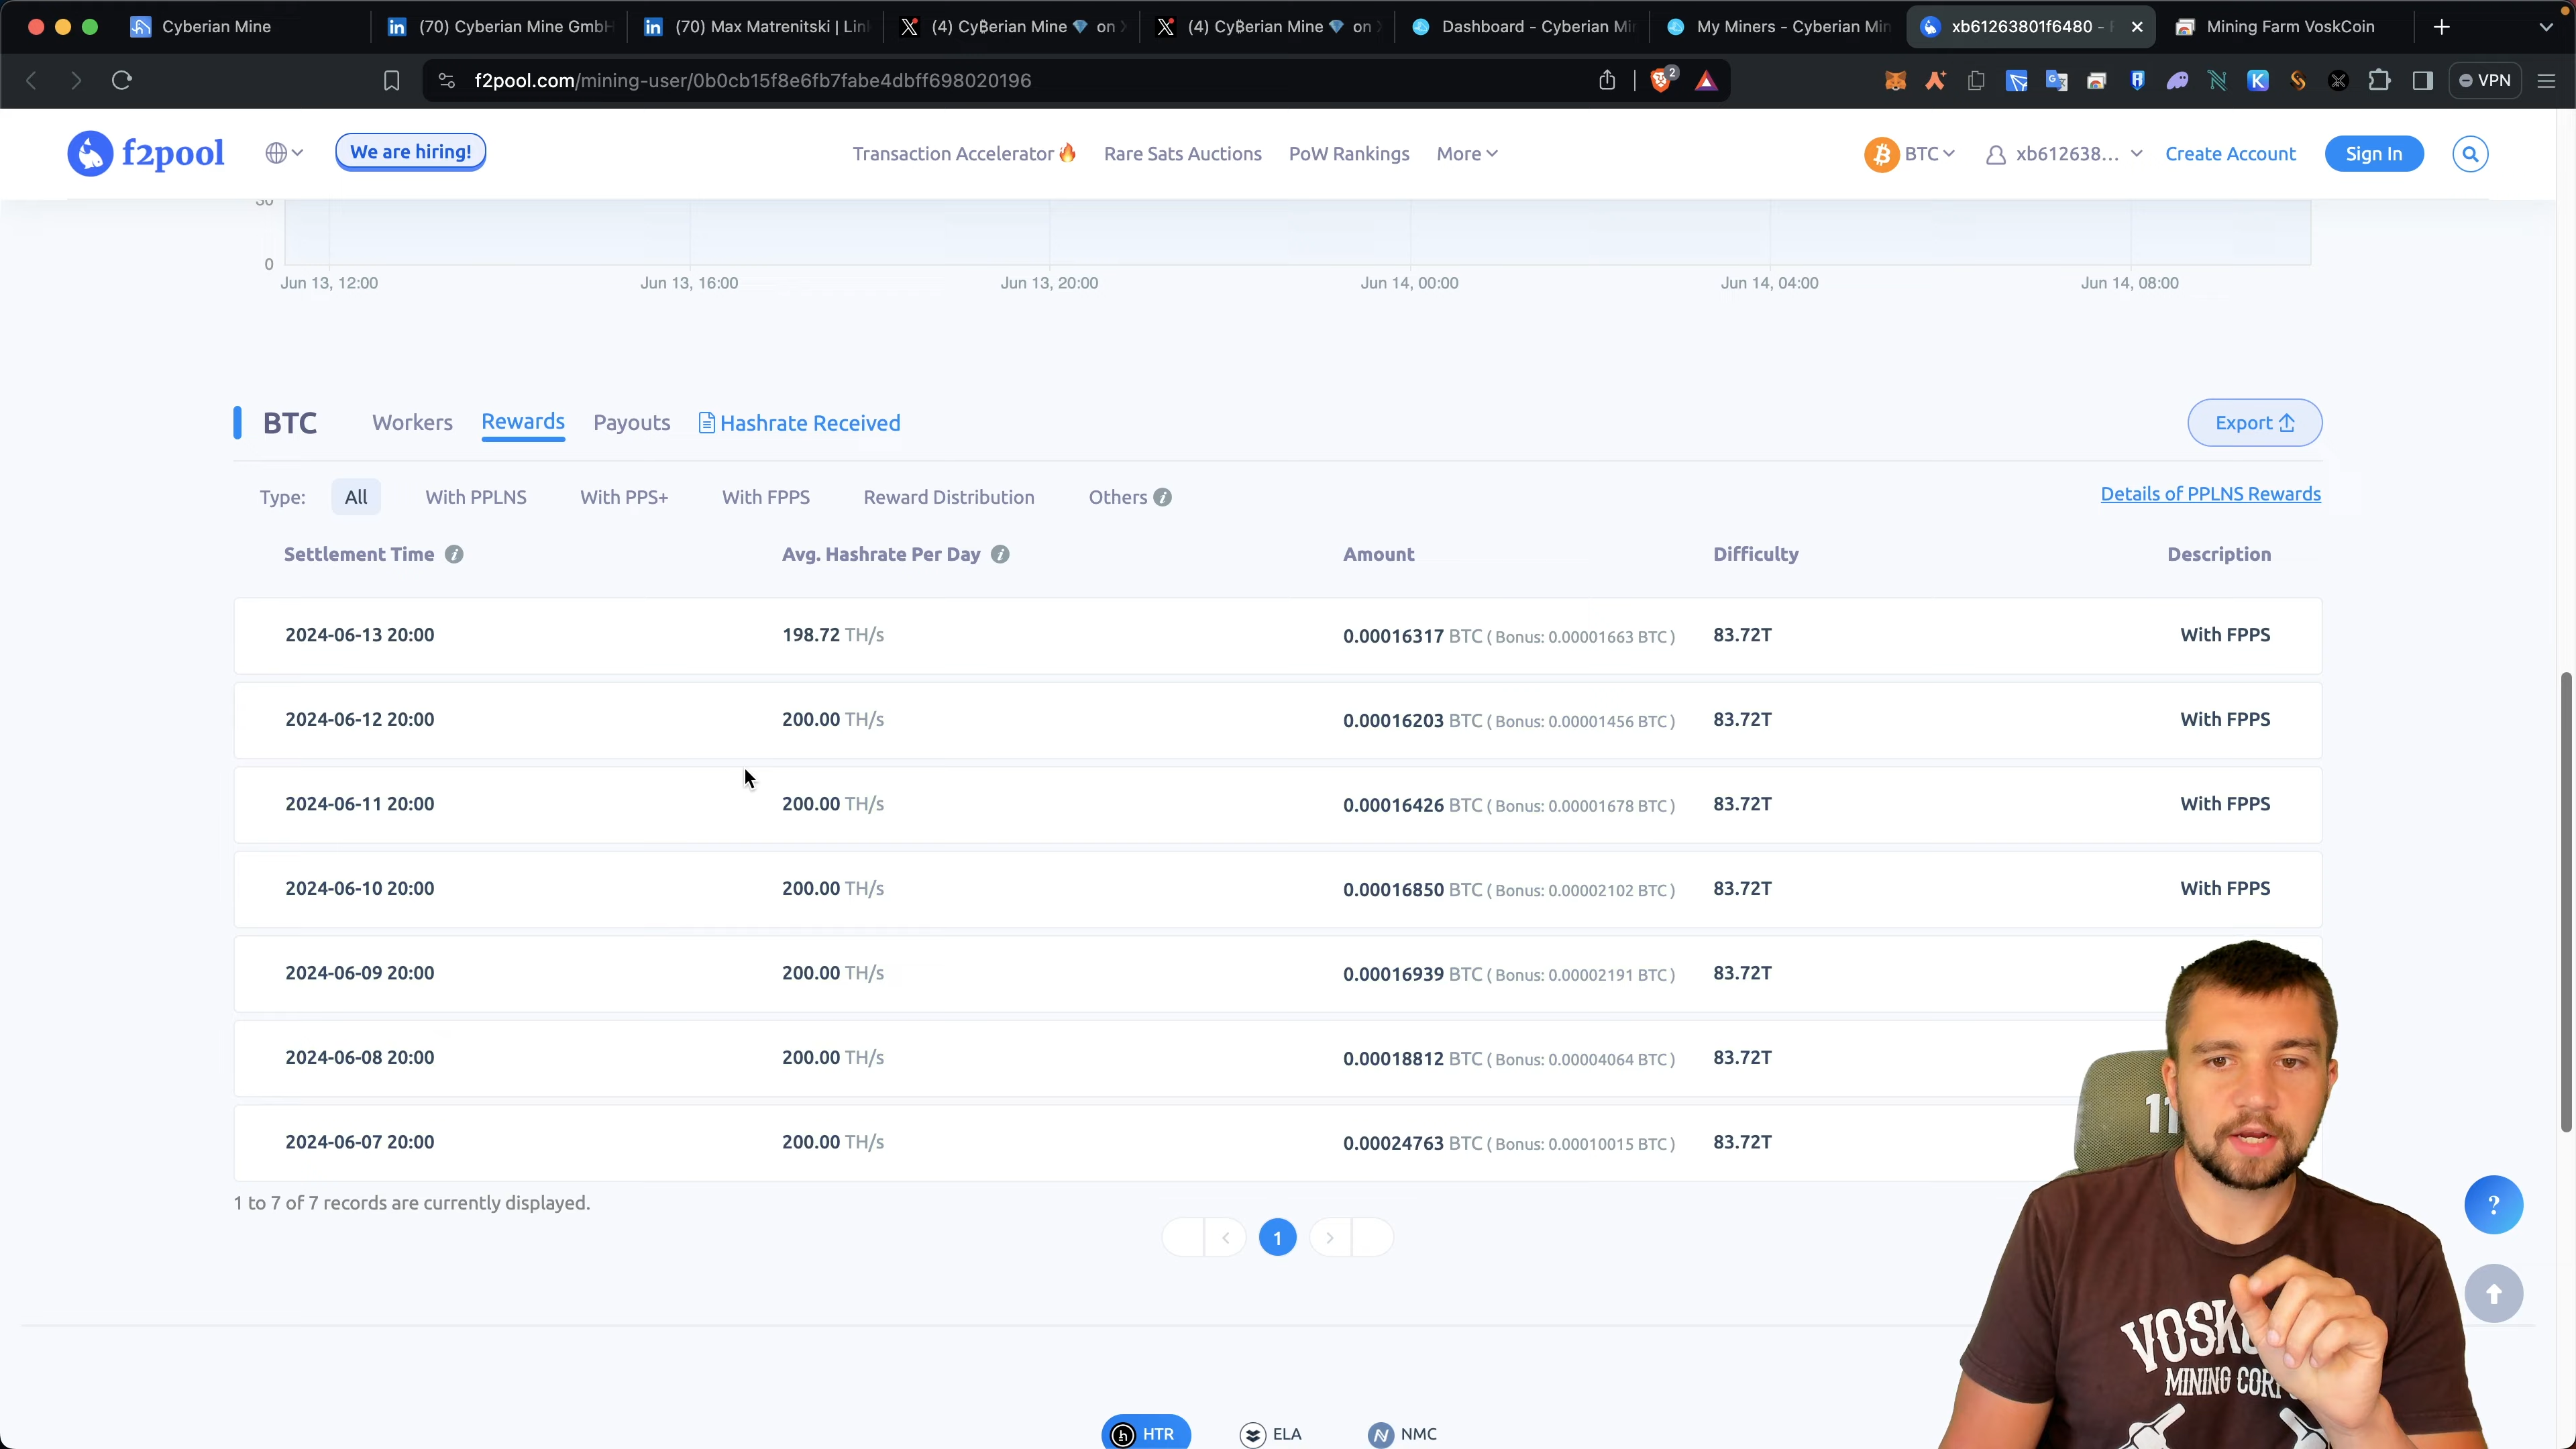 Cyberian Mine
(70) Cyberian Mine GmbH
(70) Max Matrenitski | Link
(4) CyƁerian Mine 💎 on X
(4) CyƁerian Mine 💎 on X
Dashboard - Cyberian Min
My Miners - Cyberian Min
xb61263801f6480 -
Mining Farm VoskCoin
f2pool.com/mining-user/0b0cb15f8e6fb7fabe4dbff698020196
2
VPN
f2pool
We are hiring!
Transaction Accelerator🔥
Rare Sats Auctions
PoW Rankings
More
BTC
xb612638...
Create Account
Sign In
30
0
Jun 13, 12:00
Jun 13, 16:00
Jun 13, 20:00
Jun 14, 00:00
Jun 14, 04:00
Jun 14, 08:00
BTC
Workers
Rewards
Payouts
Hashrate Received
Export
Type:
All
With PPLNS
With PPS+
With FPPS
Reward Distribution
Others
Details of PPLNS Rewards
Settlement Time
Avg. Hashrate Per Day
Amount
Difficulty
Description
2024-06-13 20:00 198.72 TH/s 0.00016317 BTC ( Bonus: 0.00001663 BTC ) 83.72T With FPPS
2024-06-12 20:00 200.00 TH/s 0.00016203 BTC ( Bonus: 0.00001456 BTC ) 83.72T With FPPS
2024-06-11 20:00 200.00 TH/s 0.00016426 BTC ( Bonus: 0.00001678 BTC ) 83.72T With FPPS
2024-06-10 20:00 200.00 TH/s 0.00016850 BTC ( Bonus: 0.00002102 BTC ) 83.72T With FPPS
2024-06-09 20:00 200.00 TH/s 0.00016939 BTC ( Bonus: 0.00002191 BTC ) 83.72T
2024-06-08 20:00 200.00 TH/s 0.00018812 BTC ( Bonus: 0.00004064 BTC ) 83.72T
2024-06-07 20:00 200.00 TH/s 0.00024763 BTC ( Bonus: 0.00010015 BTC ) 83.72T
1 to 7 of 7 records are currently displayed.
1
?
HTR
ELA
NMC
11
VOSK
MINING CORP